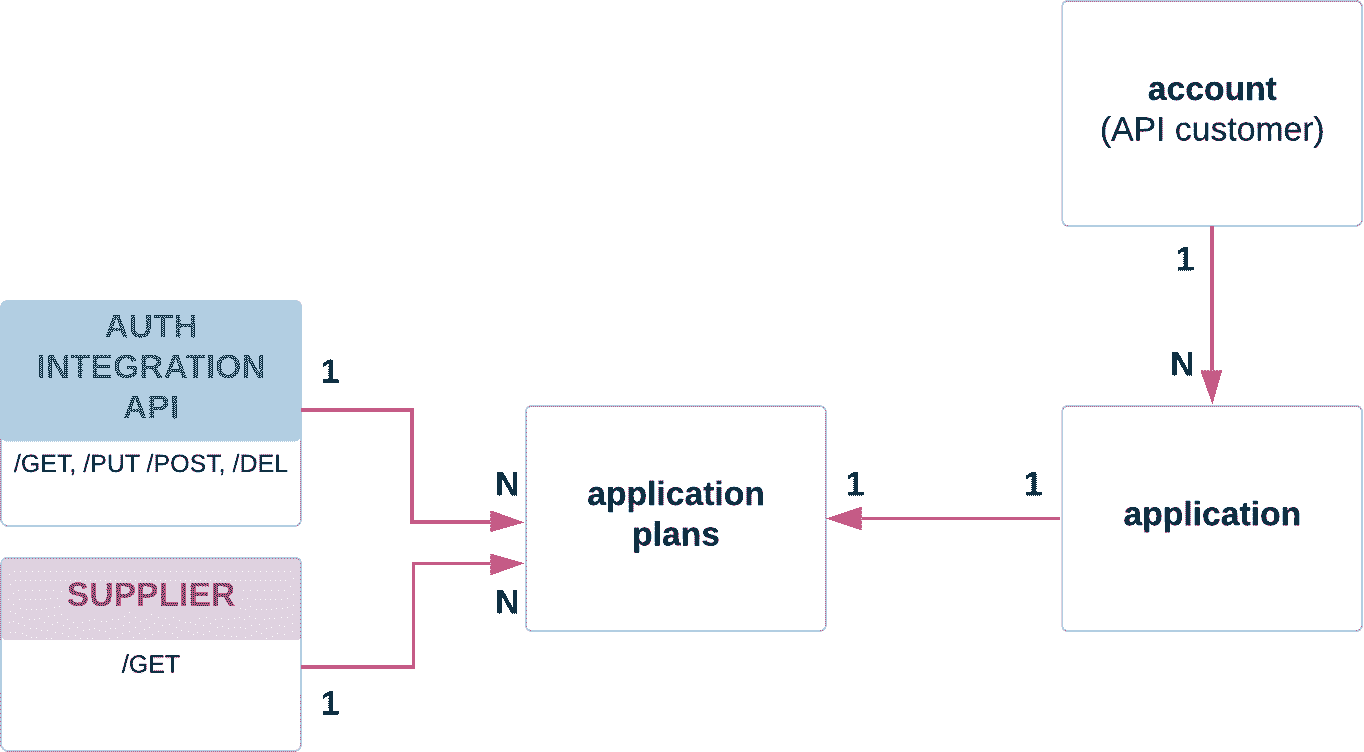 account
(API customer)
1
N
AUTH
INTEGRATION
API
/GET, /PUT /POST, /DEL
1
N
application
plans
1
1
application
SUPPLIER
/GET
1
N